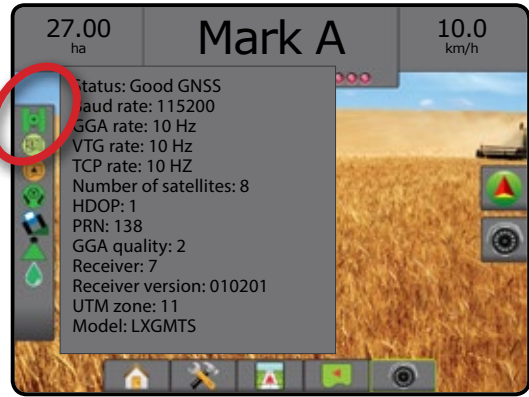 27.00
ha
Mark A
10.0
km/h
Status: Good GNSS
Baud rate: 115200
GGA rate: 10 Hz
VTG rate: 10 Hz
TCP rate: 10 HZ
Number of satellites: 8
HDOP: 1
PRN: 138
GGA quality: 2
Receiver: 7
Receiver version: 010201
UTM zone: 11
Model: LXGMTS